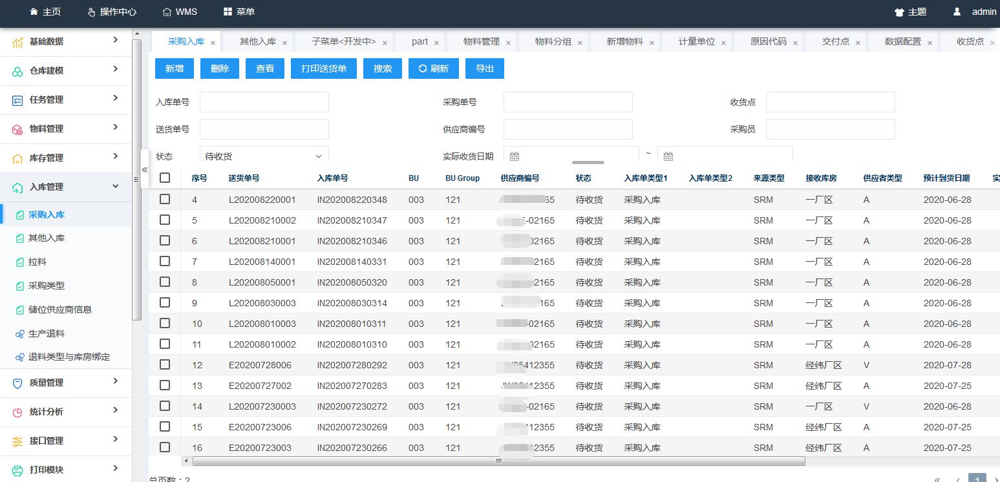 主页 操作中心 WMS 菜单 主题 admin
基础数据
仓库建模
任务管理
物料管理
库存管理
入库管理
采购入库
其他入库
拉料
采购类型
储位供应商信息
生产退料
退料类型与库房绑定
质量管理
统计分析
接口管理
打印模块
采购入库 × 其他入库 × 子菜单<开发中> × part × 物料管理 × 物料分组 × 新增物料 × 计量单位 × 原因代码 × 交付点 × 数据配置 × 收货点 ×
新增 删除 查看 打印送货单 搜索 刷新 导出
入库单号 采购单号 收货点
送货单号 供应商编号 采购员
状态 待收货 实际收货日期 ~
序号 送货单号 入库单号 BU BU Group 供应商编号 状态 入库单类型1 入库单类型2 来源类型 接收库房 供应者类型 预计到货日期 实
4 L202008220001 IN202008220348 003 121 65 待收货 采购入库 SRM 一厂区 A 2020-06-28
5 L202008210002 IN202008210347 003 121 -02165 待收货 采购入库 SRM 一厂区 A 2020-06-28
6 L202008210001 IN202008210346 003 121 02165 待收货 采购入库 SRM 一厂区 A 2020-06-28
7 L202008140001 IN202008140331 003 121 2165 待收货 采购入库 SRM 一厂区 A 2020-06-28
8 L202008050001 IN202008050320 003 121 2165 待收货 采购入库 SRM 一厂区 A 2020-06-28
9 L202008030003 IN202008030314 003 121 165 待收货 采购入库 SRM 一厂区 A 2020-06-28
10 L202008010003 IN202008010311 003 121 -02165 待收货 采购入库 SRM 一厂区 A 2020-06-28
11 L202008010002 IN202008010310 003 121 02165 待收货 采购入库 SRM 一厂区 A 2020-06-28
12 E20200728006 IN202007280292 003 121 5412355 待收货 采购入库 SRM 经纬厂区 V 2020-07-28
13 E20200727002 IN202007270283 003 121 12355 待收货 采购入库 SRM 经纬厂区 A 2020-07-25
14 L202007230003 IN202007230272 003 121 -02165 待收货 采购入库 SRM 一厂区 V 2020-06-28
15 E20200723006 IN202007230269 003 121 12355 待收货 采购入库 SRM 经纬厂区 A 2020-07-25
16 E20200723003 IN202007230266 003 121 12355 待收货 采购入库 SRM 经纬厂区 A 2020-07-25
总页数：2 « ‹ 1 ›